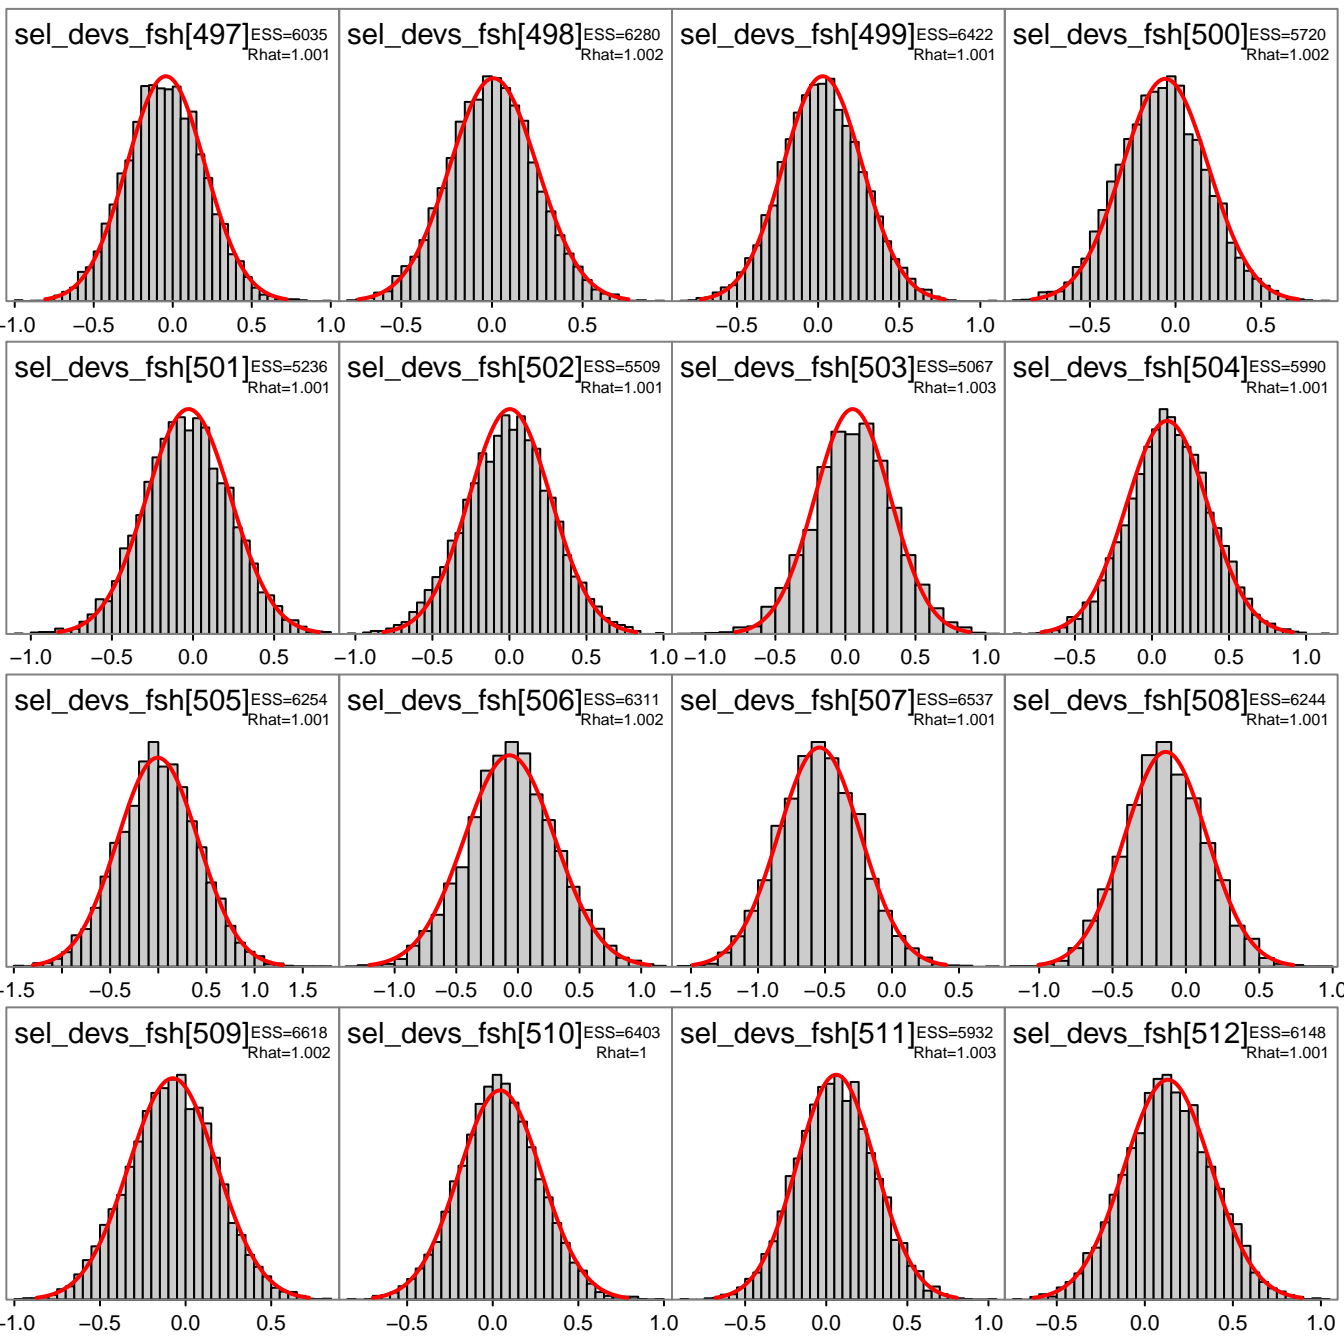 sel_devs_fsh[497] ESS=6035 sel_devs_fsh[498] ESS=6280 sel_devs_fsh[499] ESS=6422 sel_devs_fsh[500] ESS=5720
Rhat=1.001 Rhat=1.002 Rhat=1.001 Rhat=1.002
−1.0 −0.5 0.0 0.5 1.0 −0.5 0.0 0.5 −0.5 0.0 0.5 1.0 −0.5 0.0 0.5
sel_devs_fsh[501] ESS=5236 sel_devs_fsh[502] ESS=5509 sel_devs_fsh[503] ESS=5067 sel_devs_fsh[504] ESS=5990
Rhat=1.001 Rhat=1.001 Rhat=1.003 Rhat=1.001
−1.0 −0.5 0.0 0.5 −1.0 −0.5 0.0 0.5 1.0 −1.0 −0.5 0.0 0.5 1.0 −0.5 0.0 0.5 1.0
sel_devs_fsh[505] ESS=6254 sel_devs_fsh[506] ESS=6311 sel_devs_fsh[507] ESS=6537 sel_devs_fsh[508] ESS=6244
Rhat=1.001 Rhat=1.002 Rhat=1.001 Rhat=1.001
−1.5 −0.5 0.5 1.5 −1.0 −0.5 0.0 0.5 1.0 −1.5 −1.0 −0.5 0.0 0.5 −1.0 −0.5 0.0 0.5 1.0
sel_devs_fsh[509] ESS=6618 sel_devs_fsh[510] ESS=6403 sel_devs_fsh[511] ESS=5932 sel_devs_fsh[512] ESS=6148
Rhat=1.002 Rhat=1 Rhat=1.003 Rhat=1.001
−1.0 −0.5 0.0 0.5 −0.5 0.0 0.5 1.0 −0.5 0.0 0.5 1.0 −0.5 0.0 0.5 1.0